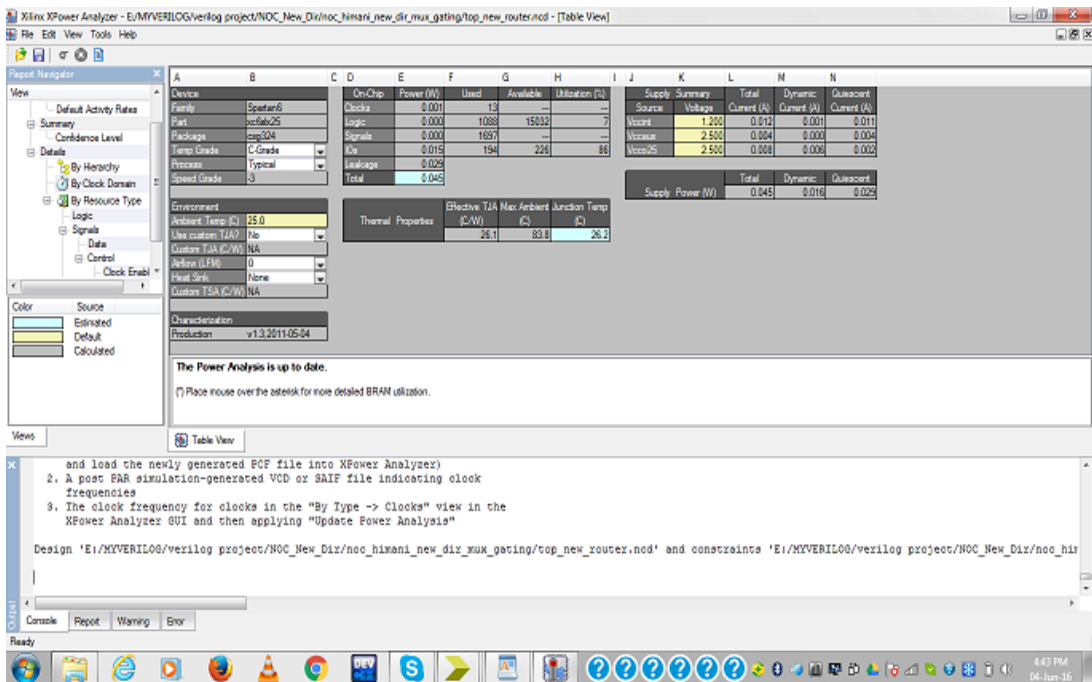 Xilinx XPower Analyzer - E:/MYVERILOG/verilog project/NOC_New_Dir/noc_himani_new_dir_mux_gating/top_new_router.ncd - [Table View]
File Edit View Tools Help
Report Navigator
View
Default Activity Rates
Summary
Confidence Level
Details
By Hierarchy
By Clock Domain
By Resource Type
Logic
Signals
Data
Control
Clock Enabl
Color Source
Estimated
Default
Calculated
Views
A B C D E F G H I J K L M N
Device
Family Spartan6
Part xc6slx25
Package csg324
Temp Grade C-Grade
Process Typical
Speed Grade -3
Environment
Ambient Temp (C) 25.0
Use custom TJA? No
Custom TJA (C/W) NA
Airflow (LFM) 0
Heat Sink None
Custom TSA (C/W) NA
Characterization
Production v1.3,2011-05-04
On-Chip Power (W) Used Available Utilization (%)
Clocks 0.001 13 --- ---
Logic 0.000 1088 15032 7
Signals 0.000 1697 --- ---
IOs 0.015 194 226 86
Leakage 0.029
Total 0.045
Effective TJA Max Ambient Junction Temp
Thermal Properties (C/W) (C) (C)
26.1 83.8 26.2
Supply Summary Total Dynamic Quiescent
Source Voltage Current (A) Current (A) Current (A)
Vccint 1.200 0.012 0.001 0.011
Vccaux 2.500 0.004 0.000 0.004
Vcco25 2.500 0.008 0.006 0.002
Total Dynamic Quiescent
Supply Power (W) 0.045 0.016 0.029
The Power Analysis is up to date.
(*) Place mouse over the asterisk for more detailed BRAM utilization.
Table View
and load the newly generated PCF file into XPower Analyzer)
2. A post PAR simulation-generated VCD or SAIF file indicating clock
frequencies
3. The clock frequency for clocks in the "By Type -> Clocks" view in the
XPower Analyzer GUI and then applying "Update Power Analysis"
Design 'E:/MYVERILOG/verilog project/NOC_New_Dir/noc_himani_new_dir_mux_gating/top_new_router.ncd' and constraints 'E:/MYVERILOG/verilog project/NOC_New_Dir/noc_him
Output
Console Report Warning Error
Ready
DEV
4:43 PM
04-Jun-16